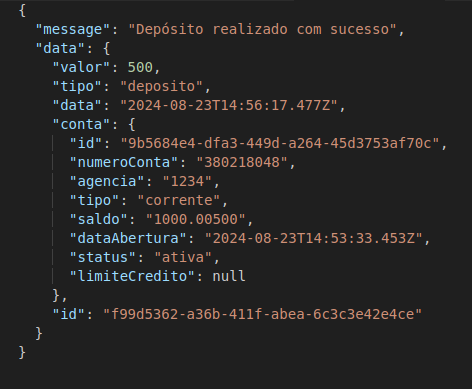 {
"message": "Depósito realizado com sucesso",
"data": {
"valor": 500,
"tipo": "deposito",
"data": "2024-08-23T14:56:17.477Z",
"conta": {
"id": "9b5684e4-dfa3-449d-a264-45d3753af70c",
"numeroConta": "380218048",
"agencia": "1234",
"tipo": "corrente",
"saldo": "1000.00500",
"dataAbertura": "2024-08-23T14:53:33.453Z",
"status": "ativa",
"limiteCredito": null
},
"id": "f99d5362-a36b-411f-abea-6c3c3e42e4ce"
}
}